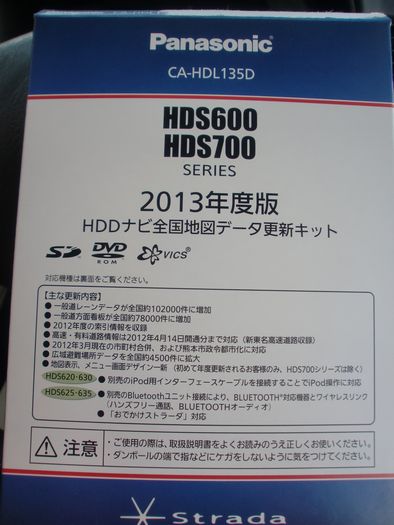 Panasonic
CA-HDL135D
HDS600
HDS700
SERIES
2013年度版
HDDナビ全国地図データ更新キット
SD DVD ROM VICS®
対応機種は裏面をご覧ください。
【主な更新内容】
● 一般道レーンデータが全国約102000件に増加
● 一般道方面看板が全国約78000件に増加
● 2012年度の索引情報を収録
● 高速・有料道路情報は2012年4月14日開通分まで対応（新東名高速道路収録）
● 2012年3月現在の市町村合併、および熊本市政令都市化に対応
● 広域避難場所データを全国約4500件に拡大
● 地図表示、メニュー画面デザイン一新（初めて年度更新されるお客様のみ、HDS700シリーズは除く）
HDS620・630 ● 別売のiPod用インターフェースケーブルを接続することでiPod操作に対応
HDS625・635 ● 別売のBluetoothユニット接続により、BLUETOOTH®対応機器とワイヤレスリンク
（ハンズフリー通話、BLUETOOTHオーディオ）
● 「おでかけストラーダ」対応
注意
・ご使用の際は、取扱説明書をよくお読みのうえ正しくお使いください。
・ダンボールの端で指などにケガをしないように気をつけてください。
Strada